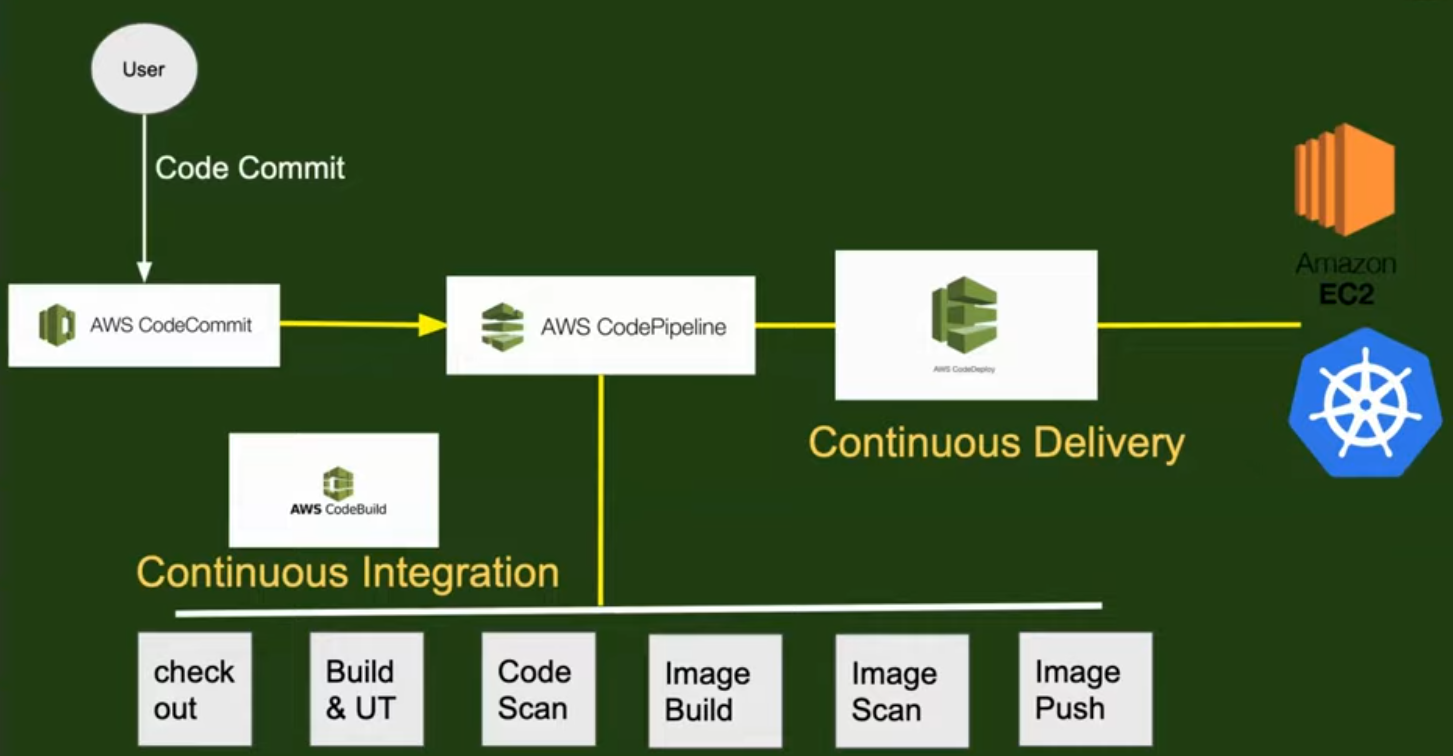 User
Code Commit
AWS CodeCommit
AWS CodePipeline
AWS CodeDeploy
Amazon
EC2
Continuous Delivery
AWS CodeBuild
Continuous Integration
check
out
Build
& UT
Code
Scan
Image
Build
Image
Scan
Image
Push